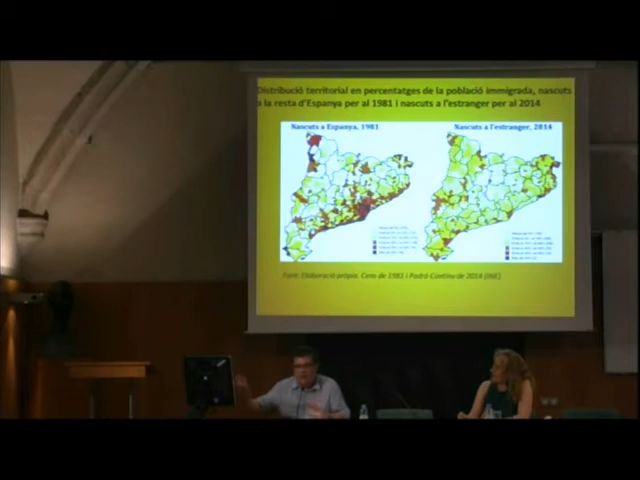 Distribució territorial en percentatges de la població immigrada, nascuts
a la resta d'Espanya per al 1981 i nascuts a l'estranger per al 2014
Nascuts a Espanya, 1981
Nascuts a l'estranger, 2014
Font: Elaboració pròpia. Cens de 1981 i Padró Continu de 2014 (INE)